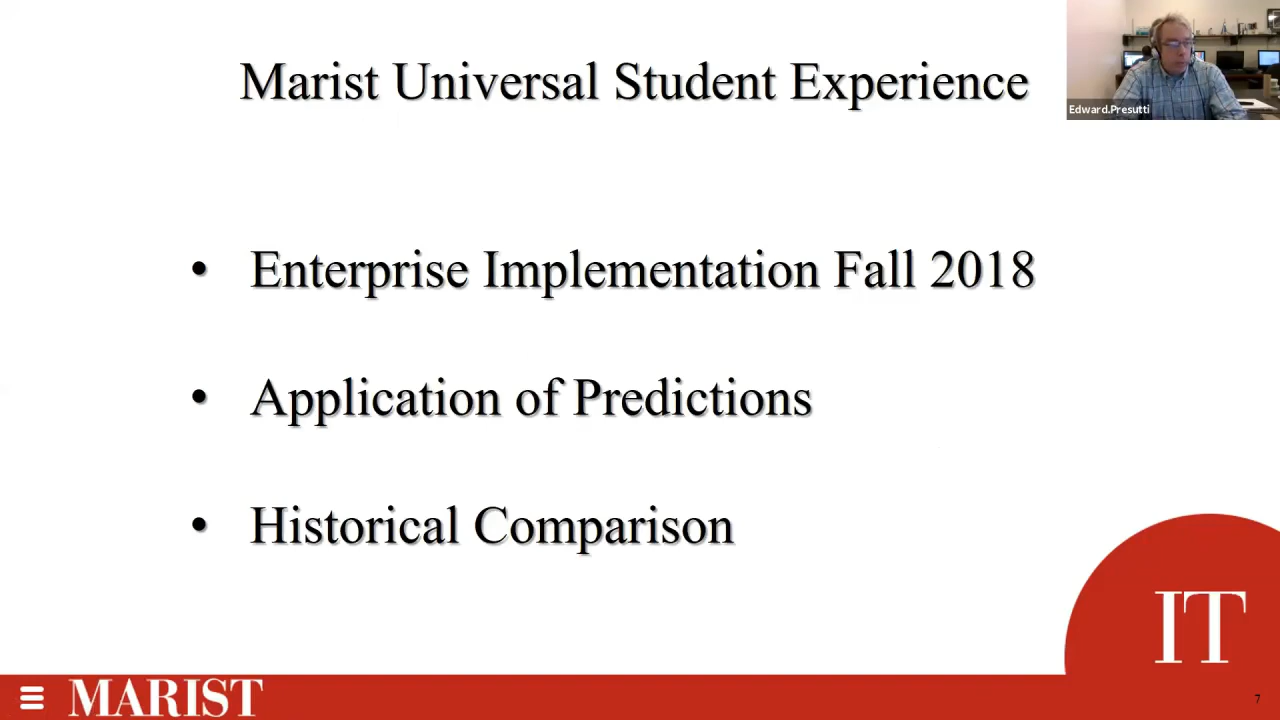 Marist Universal Student Experience
Edward.Presutti
• Enterprise Implementation Fall 2018
• Application of Predictions
• Historical Comparison
IT
MARIST
7